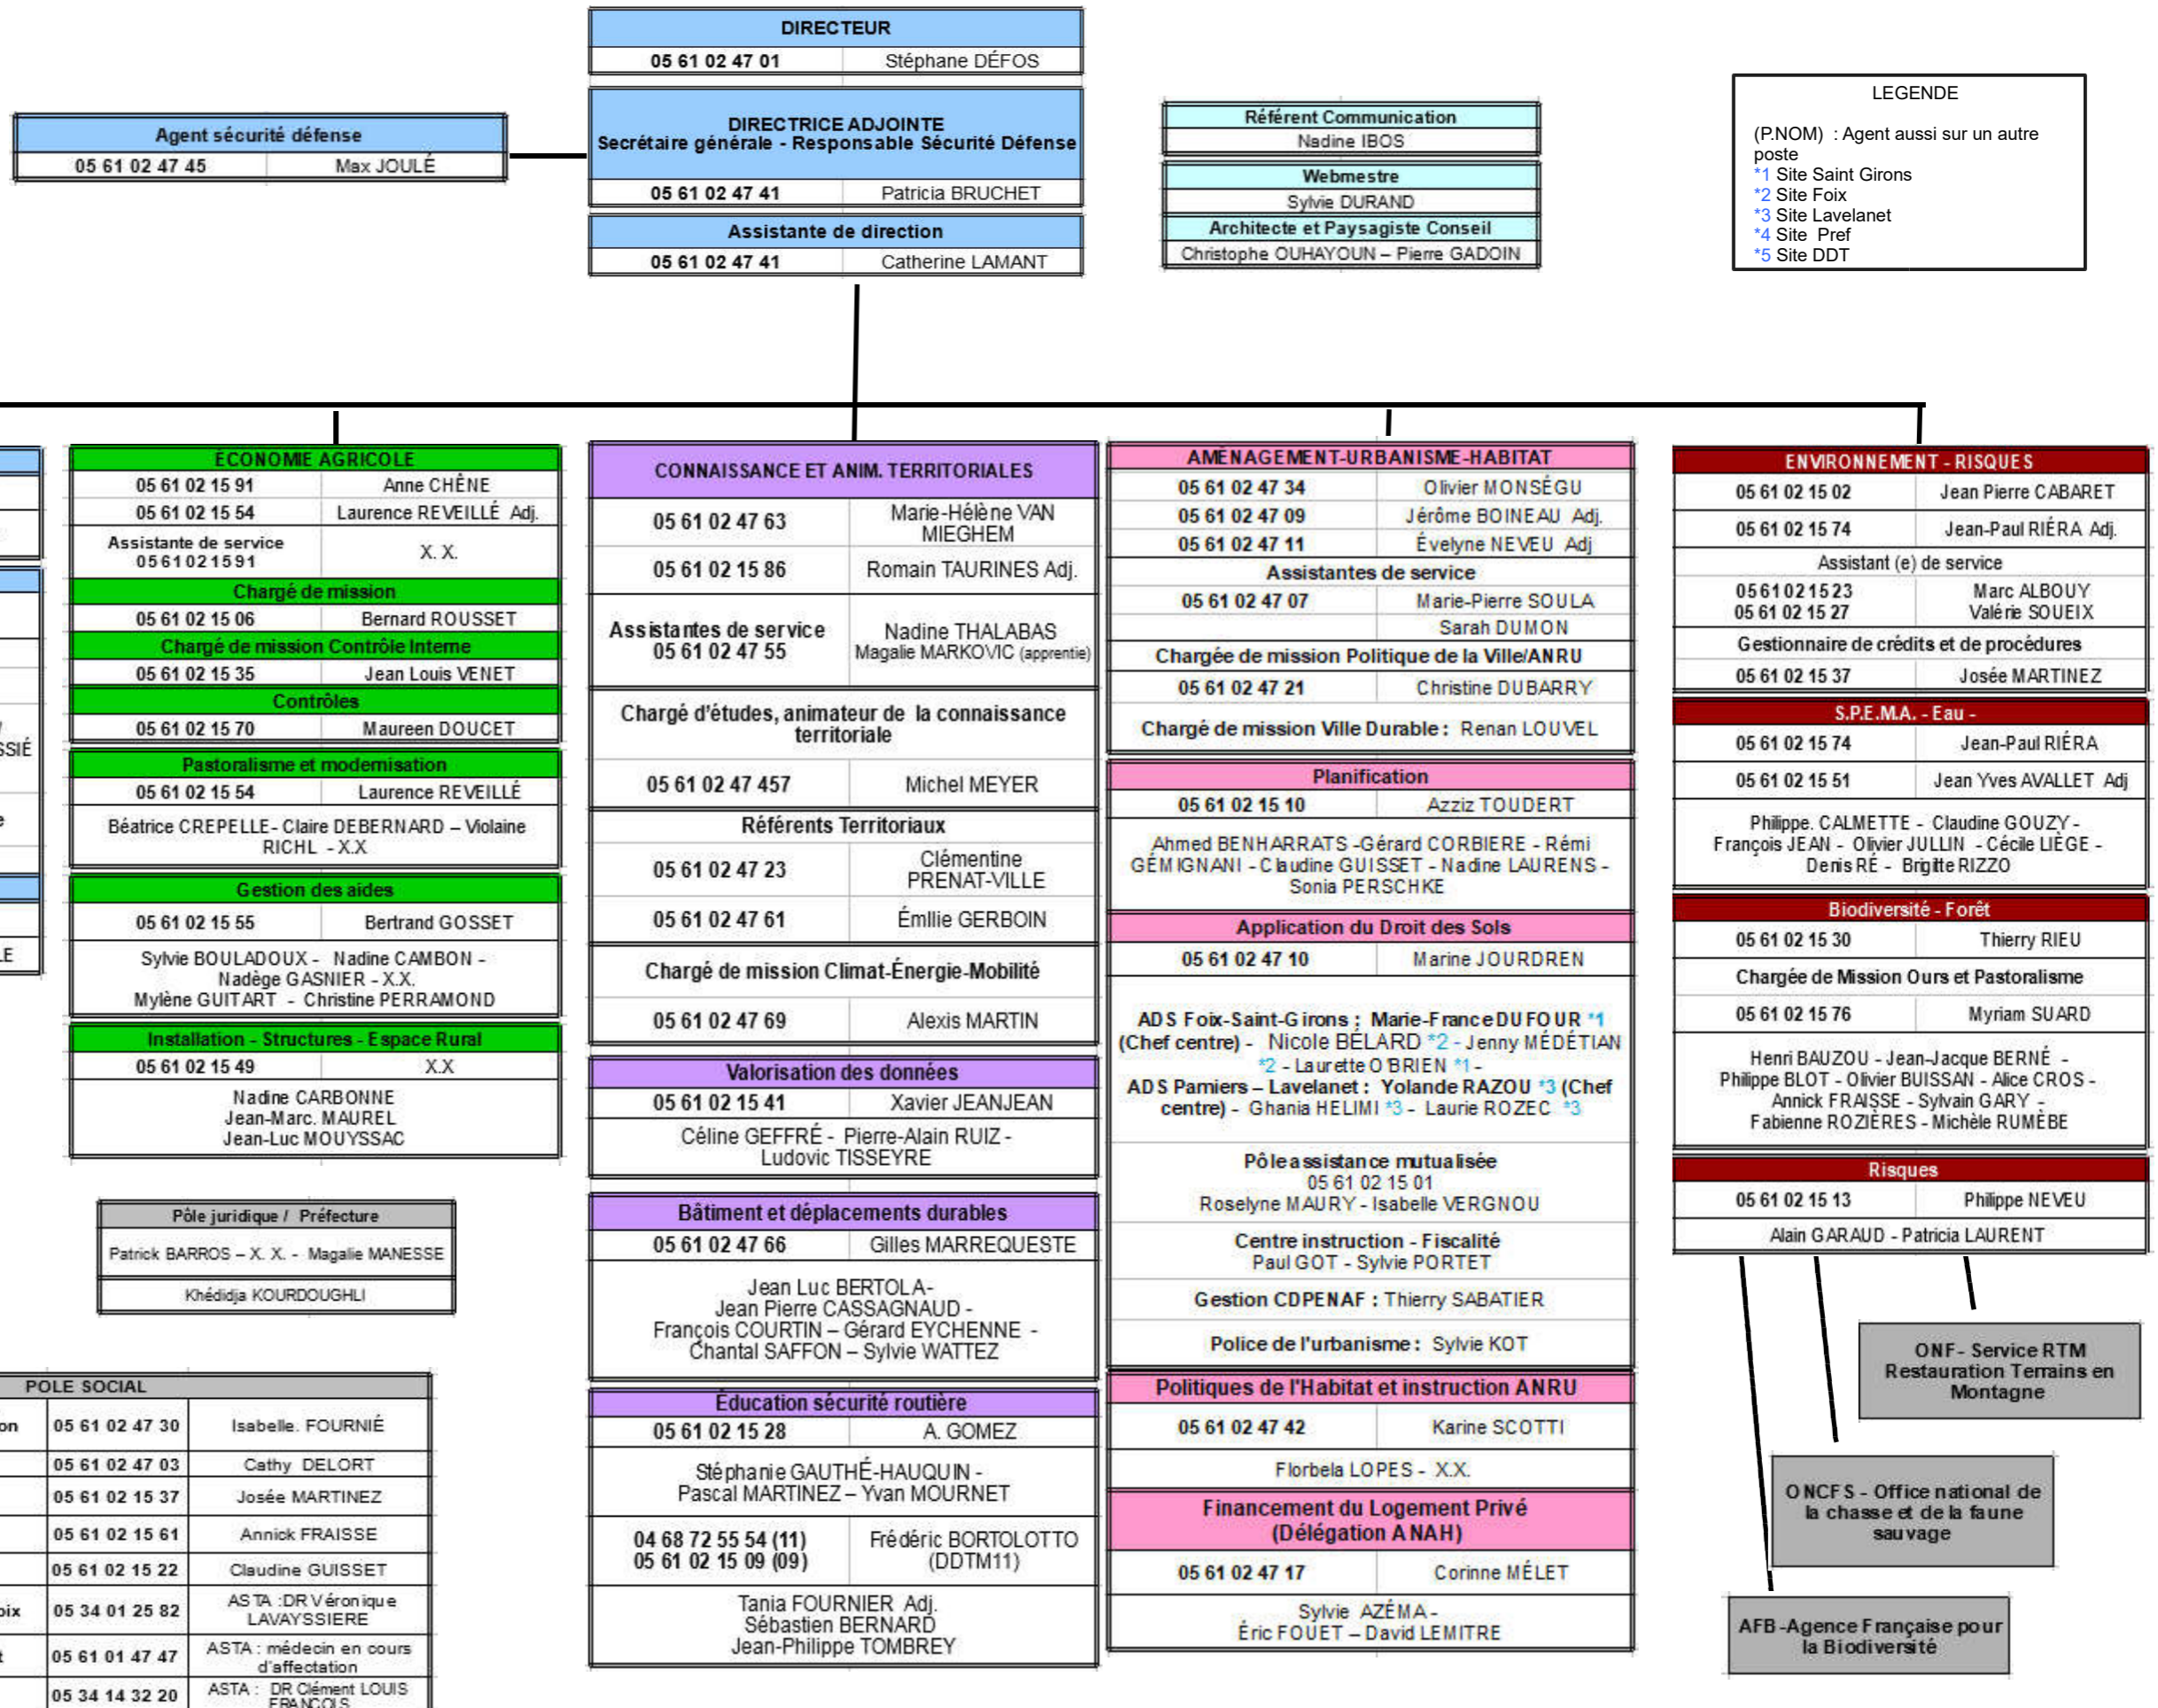 DIRECTEUR
05 61 02 47 01 Stéphane DÉFOS
DIRECTRICE ADJOINTE
Secrétaire générale - Responsable Sécurité Défense
05 61 02 47 41 Patricia BRUCHET
Assistante de direction
05 61 02 47 41 Catherine LAMANT
Agent sécurité défense
05 61 02 47 45 Max JOULÉ
Référent Communication
Nadine IBOS
Webmestre
Sylvie DURAND
Architecte et Paysagiste Conseil
Christophe OUHAYOUN – Pierre GADOIN
LEGENDE
(P.NOM) : Agent aussi sur un autre
poste
*1 Site Saint Girons
*2 Site Foix
*3 Site Lavelanet
*4 Site Pref
*5 Site DDT
SSIÉ
e
LE
ÉCONOMIE AGRICOLE
05 61 02 15 91 Anne CHÊNE
05 61 02 15 54 Laurence REVEILLÉ Adj.
Assistante de service
05 61 02 15 91 X. X.
Chargé de mission
05 61 02 15 06 Bernard ROUSSET
Chargé de mission Contrôle Interne
05 61 02 15 35 Jean Louis VENET
Contrôles
05 61 02 15 70 Maureen DOUCET
Pastoralisme et modernisation
05 61 02 15 54 Laurence REVEILLÉ
Béatrice CREPELLE- Claire DEBERNARD – Violaine
RICHL - X.X
Gestion des aides
05 61 02 15 55 Bertrand GOSSET
Sylvie BOULADOUX - Nadine CAMBON -
Nadège GASNIER - X.X.
Mylène GUITART - Christine PERRAMOND
Installation - Structures - Espace Rural
05 61 02 15 49 X.X
Nadine CARBONNE
Jean-Marc. MAUREL
Jean-Luc MOUYSSAC
Pôle juridique / Préfecture
Patrick BARROS – X. X. - Magalie MANESSE
Khédidja KOURDOUGHLI
POLE SOCIAL
on 05 61 02 47 30 Isabelle. FOURNIÉ
05 61 02 47 03 Cathy DELORT
05 61 02 15 37 Josée MARTINEZ
05 61 02 15 61 Annick FRAISSE
05 61 02 15 22 Claudine GUISSET
oix 05 34 01 25 82 ASTA :DR Véronique
LAVAYSSIERE
t 05 61 01 47 47 ASTA : médecin en cours
d'affectation
05 34 14 32 20 ASTA : DR Clément LOUIS
FRANCOIS
CONNAISSANCE ET ANIM. TERRITORIALES
05 61 02 47 63 Marie-Hélène VAN
MIEGHEM
05 61 02 15 86 Romain TAURINES Adj.
Assistantes de service Nadine THALABAS
05 61 02 47 55 Magalie MARKOVIC (apprentie)
Chargé d'études, animateur de la connaissance
territoriale
05 61 02 47 457 Michel MEYER
Référents Territoriaux
05 61 02 47 23 Clémentine
PRENAT-VILLE
05 61 02 47 61 Émllie GERBOIN
Chargé de mission Climat-Énergie-Mobilité
05 61 02 47 69 Alexis MARTIN
Valorisation des données
05 61 02 15 41 Xavier JEANJEAN
Céline GEFFRÉ - Pierre-Alain RUIZ -
Ludovic TISSEYRE
Bâtiment et déplacements durables
05 61 02 47 66 Gilles MARREQUESTE
Jean Luc BERTOLA-
Jean Pierre CASSAGNAUD -
François COURTIN – Gérard EYCHENNE -
Chantal SAFFON – Sylvie WATTEZ
Éducation sécurité routière
05 61 02 15 28 A. GOMEZ
Stéphanie GAUTHÉ-HAUQUIN -
Pascal MARTINEZ – Yvan MOURNET
04 68 72 55 54 (11) Frédéric BORTOLOTTO
05 61 02 15 09 (09) (DDTM11)
Tania FOURNIER Adj.
Sébastien BERNARD
Jean-Philippe TOMBREY
AMÉNAGEMENT-URBANISME-HABITAT
05 61 02 47 34 Olivier MONSÉGU
05 61 02 47 09 Jérôme BOINEAU Adj.
05 61 02 47 11 Évelyne NEVEU Adj
Assistantes de service
05 61 02 47 07 Marie-Pierre SOULA
Sarah DUMON
Chargée de mission Politique de la Ville/ANRU
05 61 02 47 21 Christine DUBARRY
Chargé de mission Ville Durable : Renan LOUVEL
Planification
05 61 02 15 10 Azziz TOUDERT
Ahmed BENHARRATS -Gérard CORBIERE - Rémi
GÉMIGNANI - Claudine GUISSET - Nadine LAURENS -
Sonia PERSCHKE
Application du Droit des Sols
05 61 02 47 10 Marine JOURDREN
ADS Foix-Saint-Girons : Marie-France DUFOUR *1
(Chef centre) - Nicole BÉLARD *2 - Jenny MÉDÉTIAN
*2 - Laurette O'BRIEN *1 -
ADS Pamiers – Lavelanet : Yolande RAZOU *3 (Chef
centre) - Ghania HELIMI *3 - Laurie ROZEC *3
Pôle assistance mutualisée
05 61 02 15 01
Roselyne MAURY - Isabelle VERGNOU
Centre instruction - Fiscalité
Paul GOT - Sylvie PORTET
Gestion CDPENAF : Thierry SABATIER
Police de l'urbanisme : Sylvie KOT
Politiques de l'Habitat et instruction ANRU
05 61 02 47 42 Karine SCOTTI
Florbela LOPES - X.X.
Financement du Logement Privé
(Délégation ANAH)
05 61 02 47 17 Corinne MÉLET
Sylvie AZÉMA -
Éric FOUET – David LEMITRE
ENVIRONNEMENT - RISQUES
05 61 02 15 02 Jean Pierre CABARET
05 61 02 15 74 Jean-Paul RIÉRA Adj.
Assistant (e) de service
05 61 02 15 23 Marc ALBOUY
05 61 02 15 27 Valérie SOUEIX
Gestionnaire de crédits et de procédures
05 61 02 15 37 Josée MARTINEZ
S.P.E.M.A. - Eau -
05 61 02 15 74 Jean-Paul RIÉRA
05 61 02 15 51 Jean Yves AVALLET Adj
Philippe. CALMETTE - Claudine GOUZY -
François JEAN - Olivier JULLIN - Cécile LIÈGE -
Denis RÉ - Brigitte RIZZO
Biodiversité - Forêt
05 61 02 15 30 Thierry RIEU
Chargée de Mission Ours et Pastoralisme
05 61 02 15 76 Myriam SUARD
Henri BAUZOU - Jean-Jacque BERNÉ -
Philippe BLOT - Olivier BUISSAN - Alice CROS -
Annick FRAISSE - Sylvain GARY -
Fabienne ROZIÈRES - Michèle RUMÈBE
Risques
05 61 02 15 13 Philippe NEVEU
Alain GARAUD - Patricia LAURENT
ONF- Service RTM
Restauration Terrains en
Montagne
ONCFS - Office national de
la chasse et de la faune
sauvage
AFB -Agence Française pour
la Biodiversité